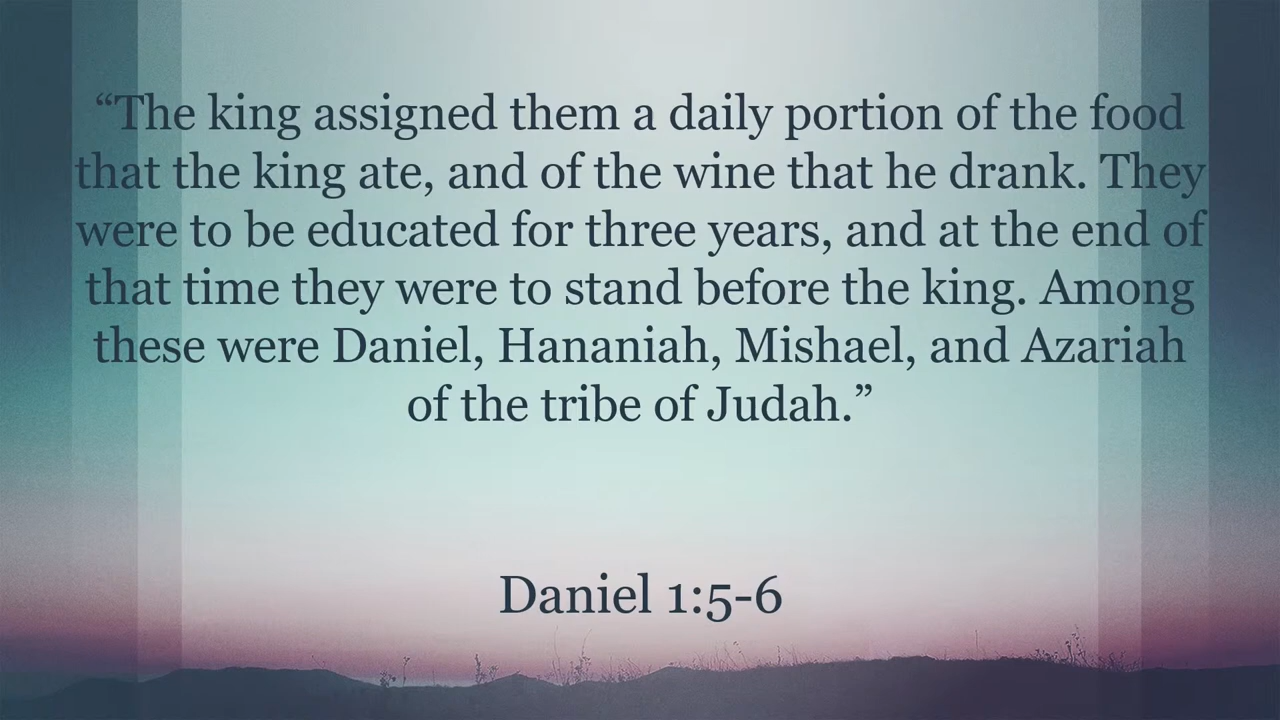 “The king assigned them a daily portion of the food
that the king ate, and of the wine that he drank. They
were to be educated for three years, and at the end of
that time they were to stand before the king. Among
these were Daniel, Hananiah, Mishael, and Azariah
of the tribe of Judah.”
Daniel 1:5-6